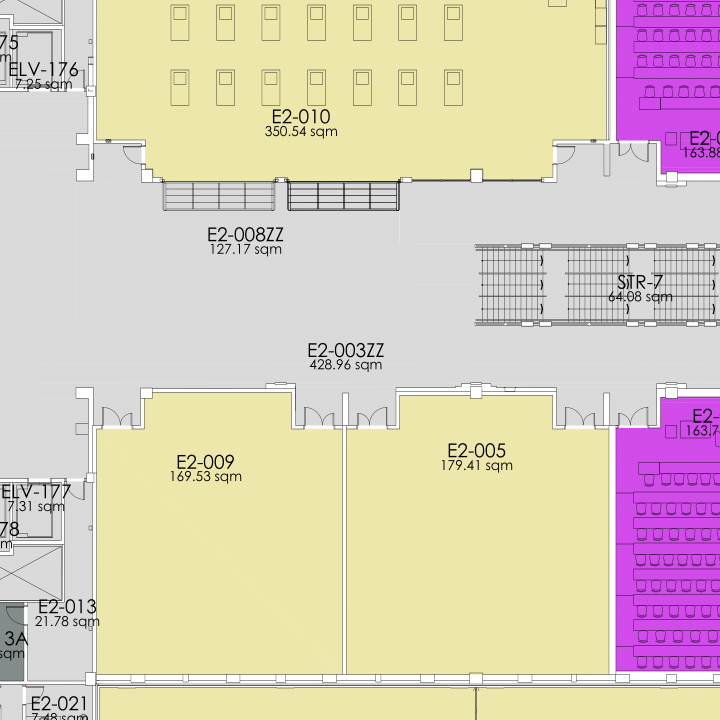 75
m
ELV-176
7.25 sqm
E2-010
350.54 sqm
E2-0
163.88
E2-008ZZ
127.17 sqm
STR-7
64.08 sqm
E2-003ZZ
428.96 sqm
E2-
163.7
E2-009
169.53 sqm
E2-005
179.41 sqm
ELV-177
7.31 sqm
78
m
E2-013
21.78 sqm
3A
sqm
E2-021
7.48 sqm